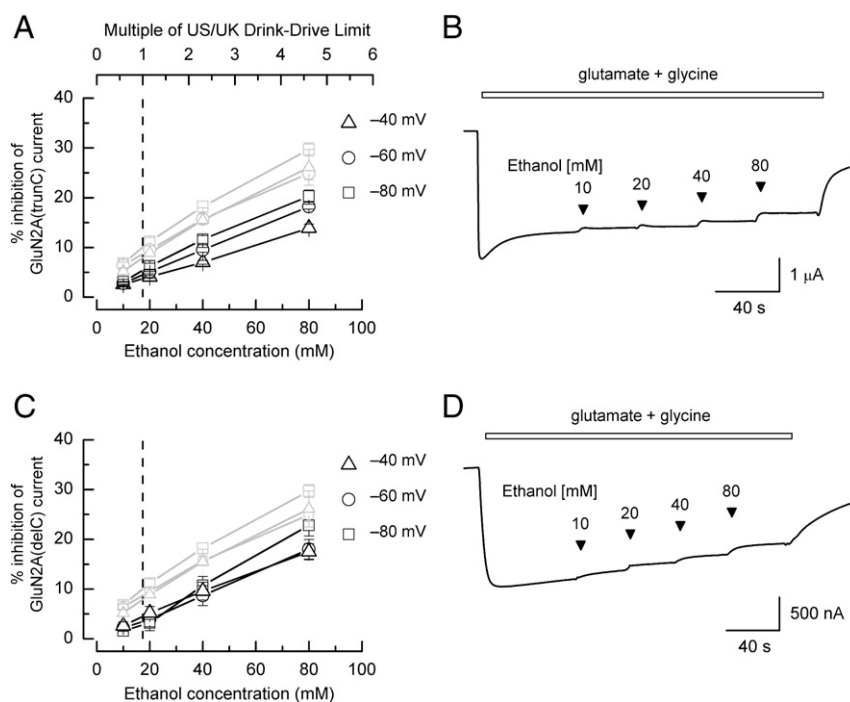 A
Multiple of US/UK Drink-Drive Limit
0 1 2 3 4 5 6
% inhibition of
GluN2A(trunC) current
40
30
20
10
0
0 20 40 60 80 100
Ethanol concentration (mM)
–40 mV
–60 mV
–80 mV
B
glutamate + glycine
Ethanol [mM]
10 20 40 80
1 μA
40 s
C
% inhibition of
GluN2A(delC) current
40
30
20
10
0
0 20 40 60 80 100
Ethanol concentration (mM)
–40 mV
–60 mV
–80 mV
D
glutamate + glycine
Ethanol [mM]
10 20 40 80
500 nA
40 s